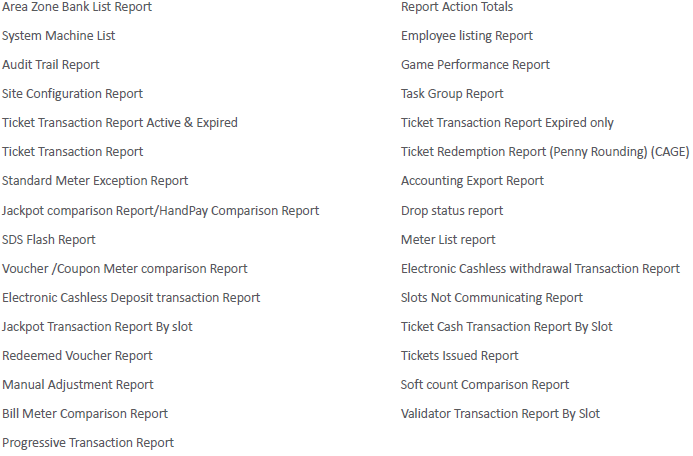 Area Zone Bank List Report
Report Action Totals
System Machine List
Employee listing Report
Audit Trail Report
Game Performance Report
Site Configuration Report
Task Group Report
Ticket Transaction Report Active & Expired
Ticket Transaction Report Expired only
Ticket Transaction Report
Ticket Redemption Report (Penny Rounding) (CAGE)
Standard Meter Exception Report
Accounting Export Report
Jackpot comparison Report/HandPay Comparison Report
Drop status report
SDS Flash Report
Meter List report
Voucher /Coupon Meter comparison Report
Electronic Cashless withdrawal Transaction Report
Electronic Cashless Deposit transaction Report
Slots Not Communicating Report
Jackpot Transaction Report By slot
Ticket Cash Transaction Report By Slot
Redeemed Voucher Report
Tickets Issued Report
Manual Adjustment Report
Soft count Comparison Report
Bill Meter Comparison Report
Validator Transaction Report By Slot
Progressive Transaction Report